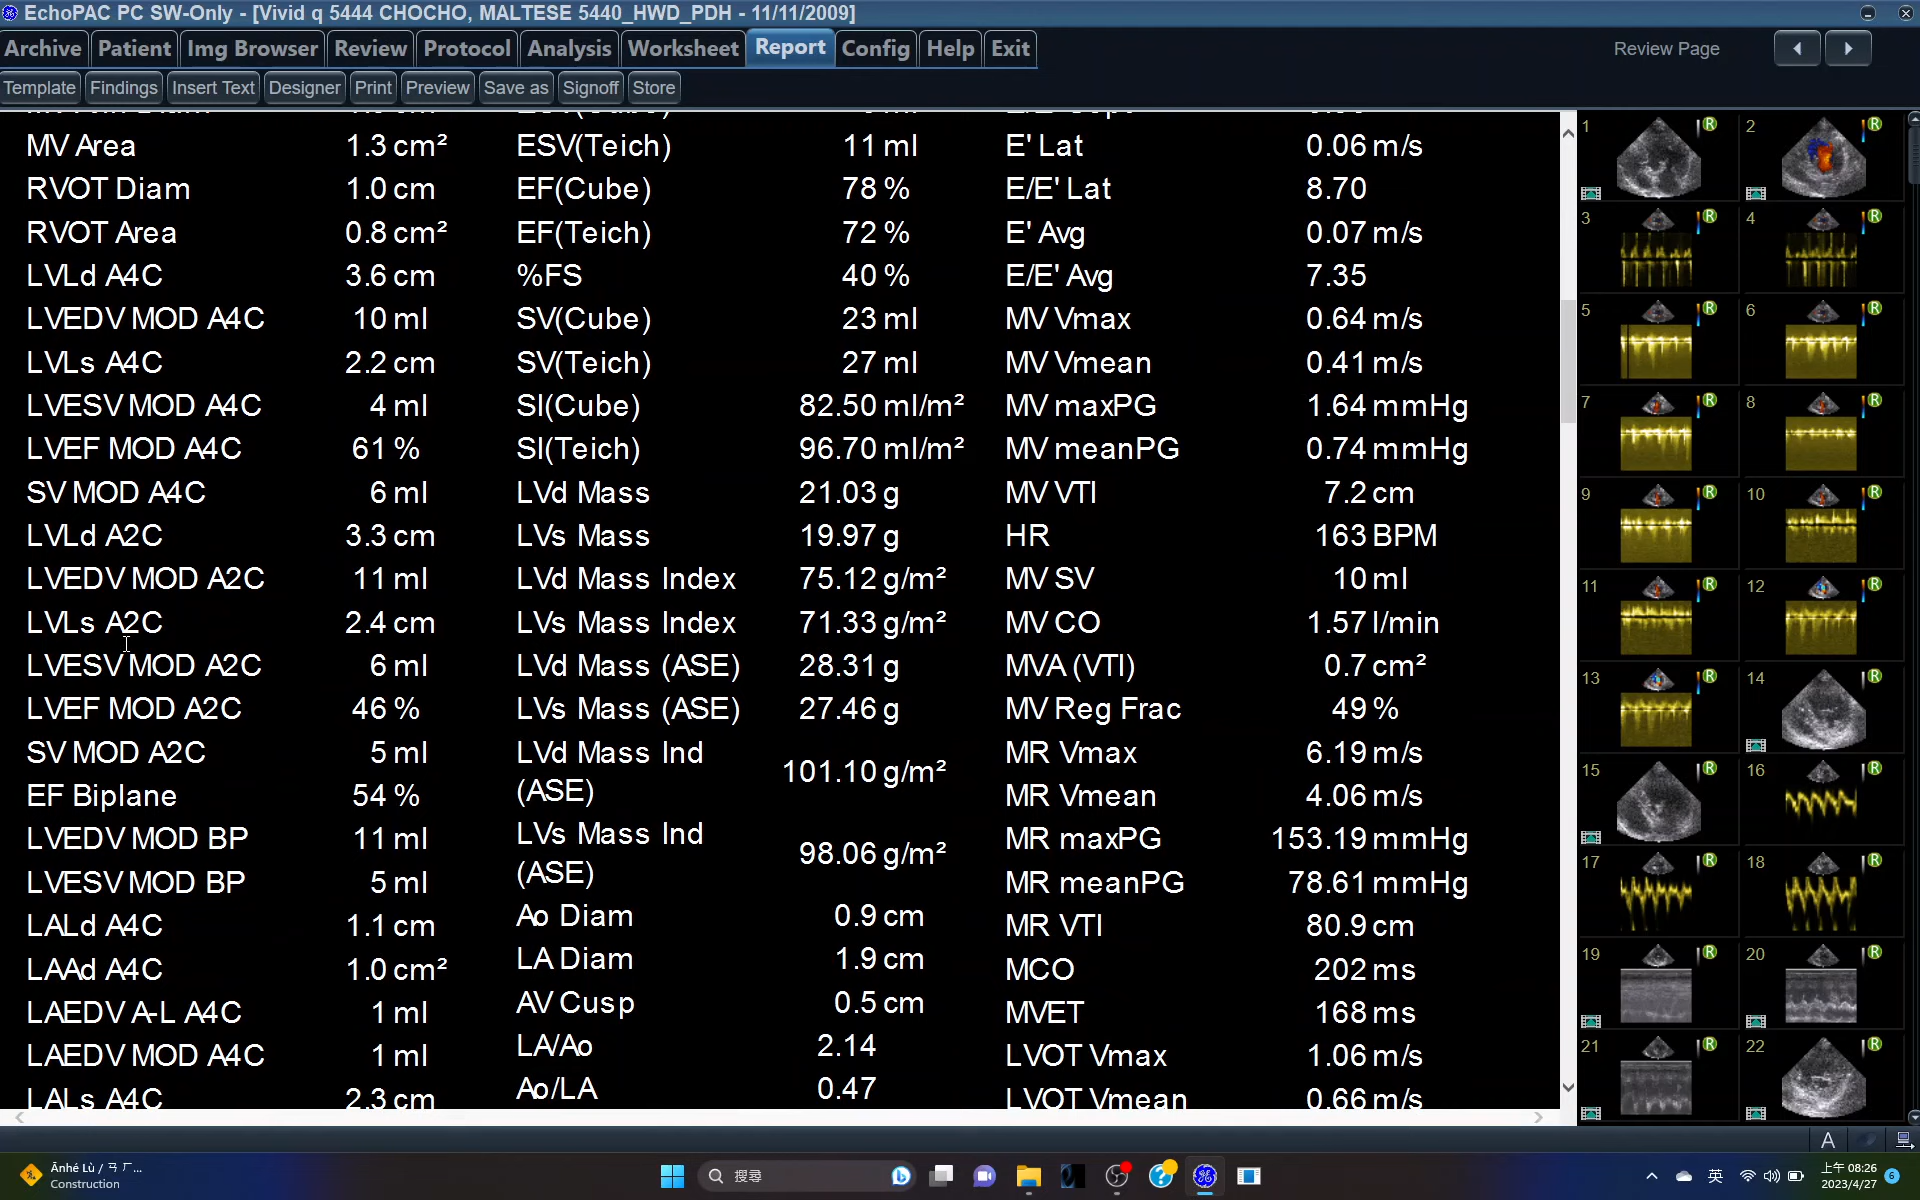 EchoPAC PC SW-Only - [Vivid q 5444 CHOCHO, MALTESE 5440_HWD_PDH - 11/11/2009]
Archive Patient Img Browser Review Protocol Analysis Worksheet Report Config Help Exit Review Page
Template Findings Insert Text Designer Print Preview Save as Signoff Store
MV Area 1.3 cm²
RVOT Diam 1.0 cm
RVOT Area 0.8 cm²
LVLd A4C 3.6 cm
LVEDV MOD A4C 10 ml
LVLs A4C 2.2 cm
LVESV MOD A4C 4 ml
LVEF MOD A4C 61 %
SV MOD A4C 6 ml
LVLd A2C 3.3 cm
LVEDV MOD A2C 11 ml
LVLs A2C 2.4 cm
LVESV MOD A2C 6 ml
LVEF MOD A2C 46 %
SV MOD A2C 5 ml
EF Biplane 54 %
LVEDV MOD BP 11 ml
LVESV MOD BP 5 ml
LALd A4C 1.1 cm
LAAd A4C 1.0 cm²
LAEDV A-L A4C 1 ml
LAEDV MOD A4C 1 ml
LALs A4C 2.3 cm
ESV(Teich) 11 ml
EF(Cube) 78 %
EF(Teich) 72 %
%FS 40 %
SV(Cube) 23 ml
SV(Teich) 27 ml
SI(Cube) 82.50 ml/m²
SI(Teich) 96.70 ml/m²
LVd Mass 21.03 g
LVs Mass 19.97 g
LVd Mass Index 75.12 g/m²
LVs Mass Index 71.33 g/m²
LVd Mass (ASE) 28.31 g
LVs Mass (ASE) 27.46 g
LVd Mass Ind
(ASE) 101.10 g/m²
LVs Mass Ind
(ASE) 98.06 g/m²
Ao Diam 0.9 cm
LA Diam 1.9 cm
AV Cusp 0.5 cm
LA/Ao 2.14
Ao/LA 0.47
E' Lat 0.06 m/s
E/E' Lat 8.70
E' Avg 0.07 m/s
E/E' Avg 7.35
MV Vmax 0.64 m/s
MV Vmean 0.41 m/s
MV maxPG 1.64 mmHg
MV meanPG 0.74 mmHg
MV VTI 7.2 cm
HR 163 BPM
MV SV 10 ml
MV CO 1.57 l/min
MVA (VTI) 0.7 cm²
MV Reg Frac 49 %
MR Vmax 6.19 m/s
MR Vmean 4.06 m/s
MR maxPG 153.19 mmHg
MR meanPG 78.61 mmHg
MR VTI 80.9 cm
MCO 202 ms
MVET 168 ms
LVOT Vmax 1.06 m/s
LVOT Vmean 0.66 m/s
1 R 2 R
3 R 4 R
5 R 6 R
7 R 8 R
9 R 10 R
11 R 12 R
13 R 14 R
15 R 16 R
17 R 18 R
19 R 20 R
21 R 22 R
A
Ānhé Lù / ㄢ ㄏ...
Construction
搜尋
英
上午 08:26
2023/4/27
6